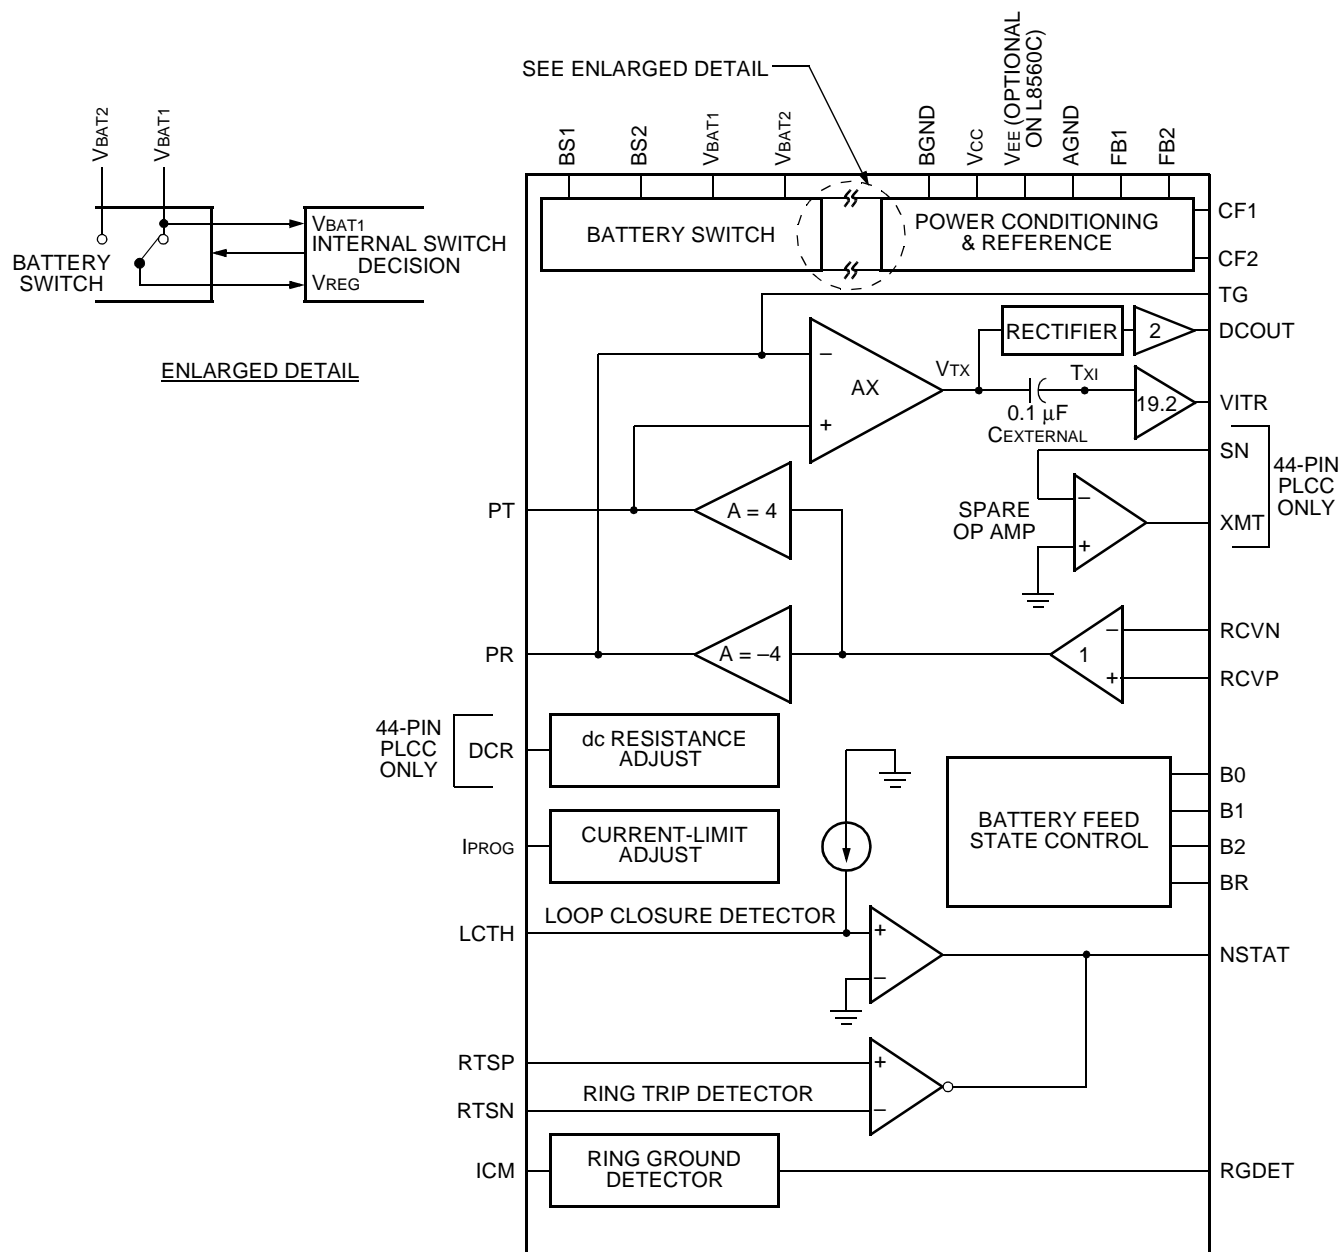 SEE ENLARGED DETAIL
VBAT2
VBAT1
BS1
BS2
VBAT1
VBAT2
BGND
VCC
VEE (OPTIONAL
ON L8560C)
AGND
FB1
FB2
BATTERY
SWITCH
VBAT1
INTERNAL SWITCH
DECISION
VREG
ENLARGED DETAIL
BATTERY SWITCH
POWER CONDITIONING
& REFERENCE
CF1
CF2
TG
RECTIFIER
2
DCOUT
–
AX
+
VTX
TXI
0.1 µF
CEXTERNAL
19.2
VITR
SN
44-PIN
PLCC
ONLY
SPARE
OP AMP
–
+
XMT
PT
A = 4
PR
A = –4
1
–
+
RCVN
RCVP
44-PIN
PLCC
ONLY
DCR
dc RESISTANCE
ADJUST
IPROG
CURRENT-LIMIT
ADJUST
BATTERY FEED
STATE CONTROL
B0
B1
B2
BR
LCTH
LOOP CLOSURE DETECTOR
+
–
NSTAT
RTSP
RTSN
RING TRIP DETECTOR
+
–
ICM
RING GROUND
DETECTOR
RGDET